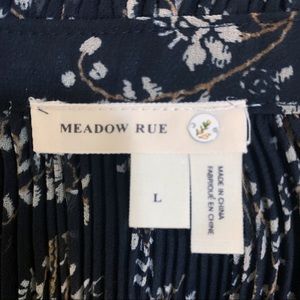 MEADOW RUE
L
MADE IN CHINA
FABRIQUÉ EN CHINE